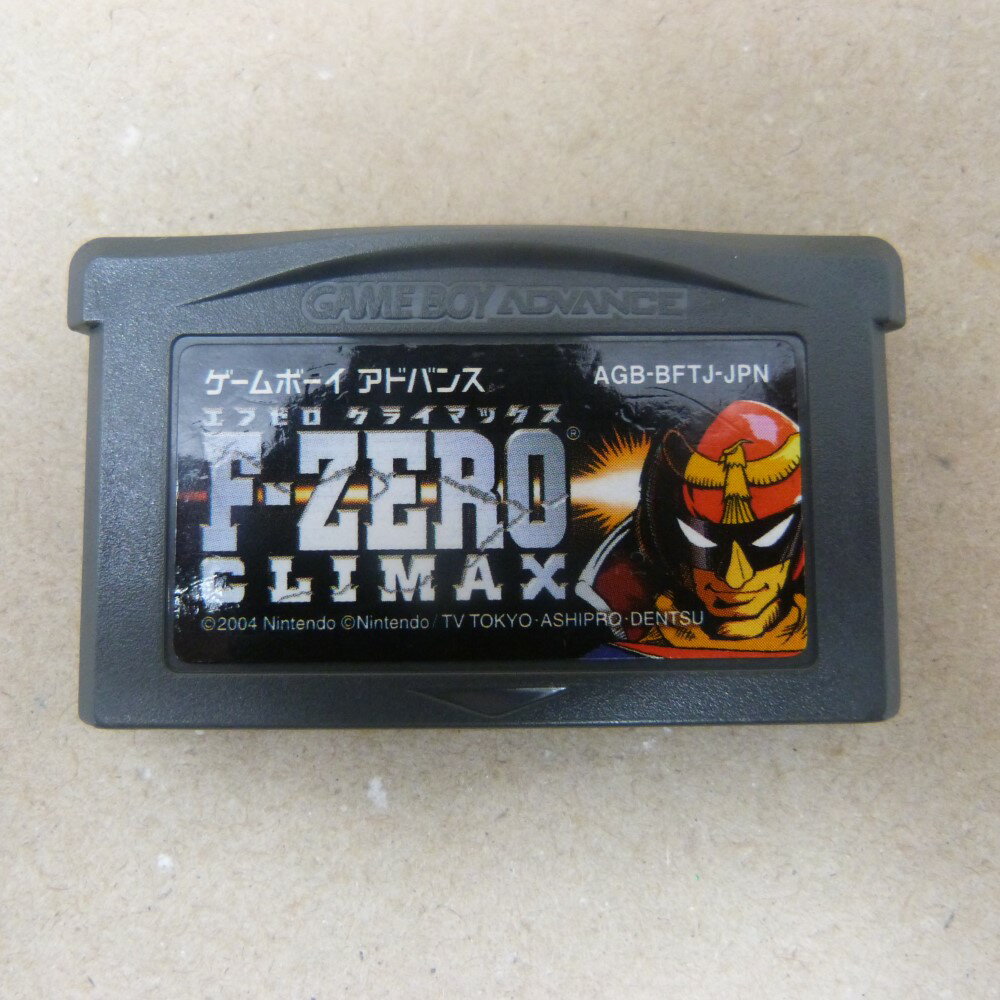 GAME BOY ADVANCE
ゲームボーイ アドバンス
AGB-BFTJ-JPN
エフゼロ クライマックス
F-ZERO®
CLIMAX
©2004 Nintendo ©Nintendo / TV TOKYO·ASHIPRO·DENTSU